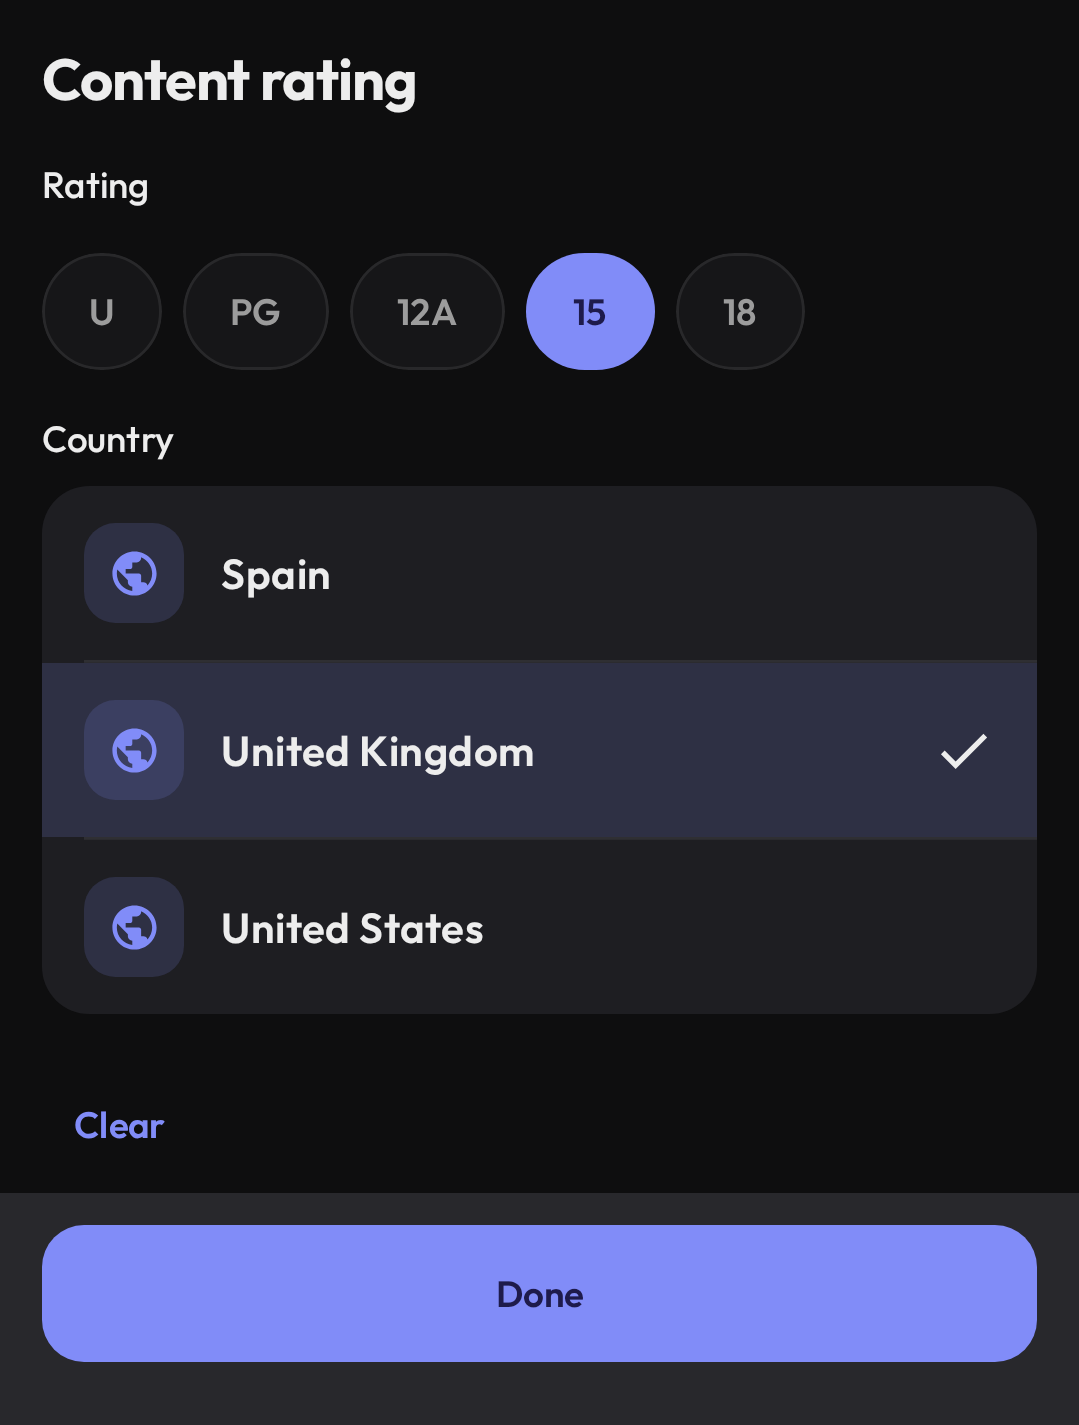 Content rating
Rating
U PG 12A 15 18
Country
Spain
United Kingdom
United States
Clear
Done